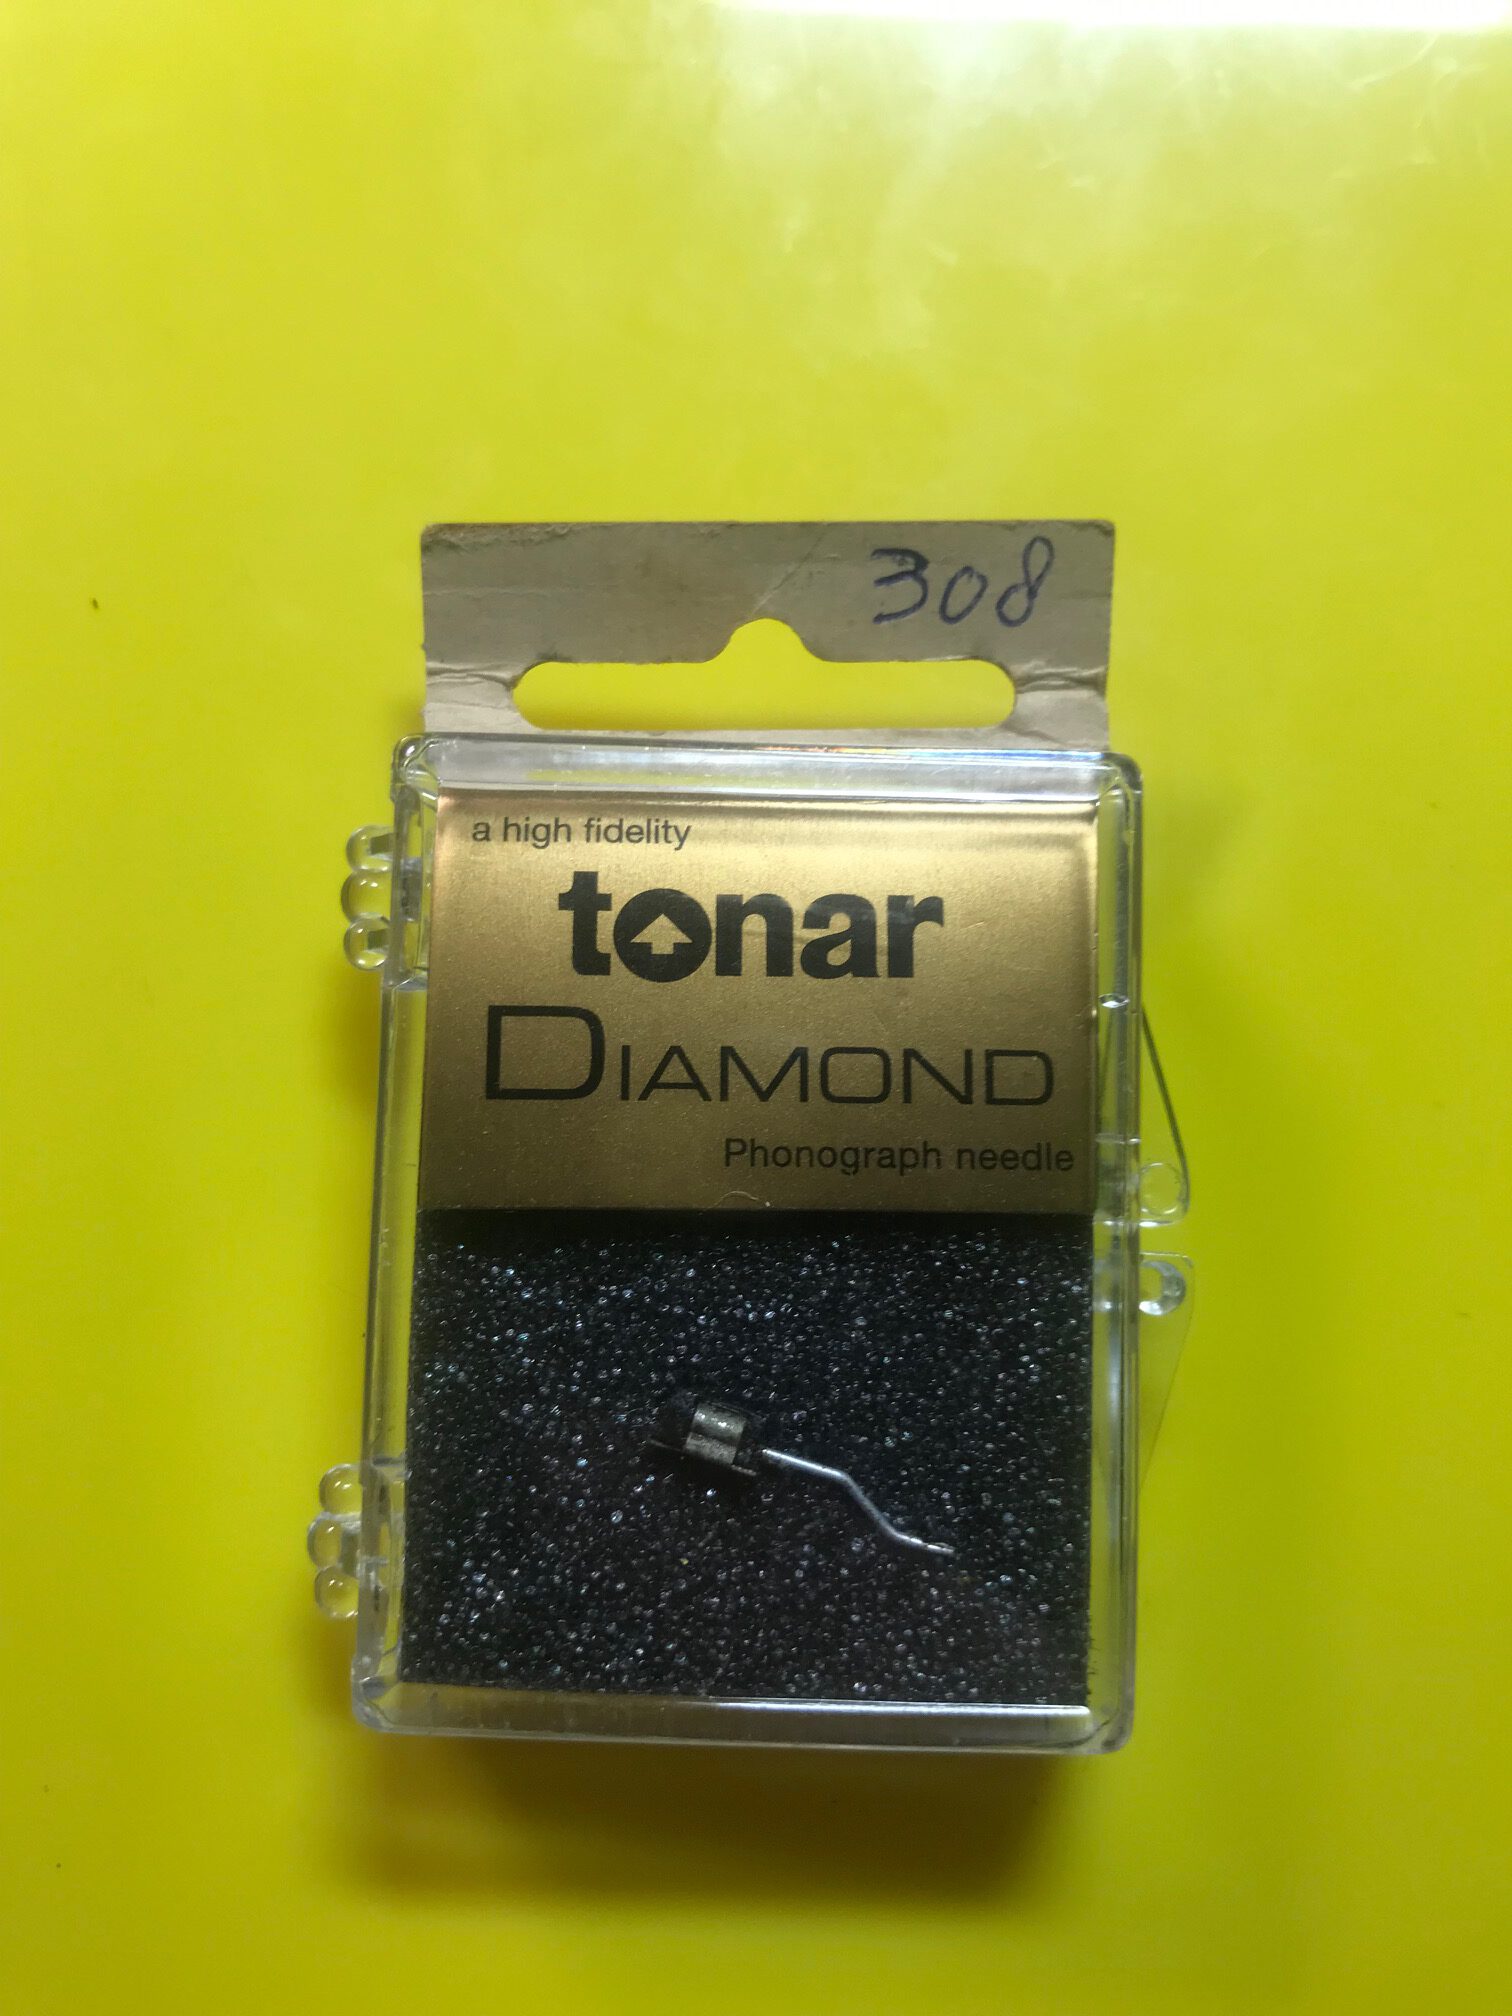 308
a high fidelity
tonar
DIAMOND
Phonograph needle